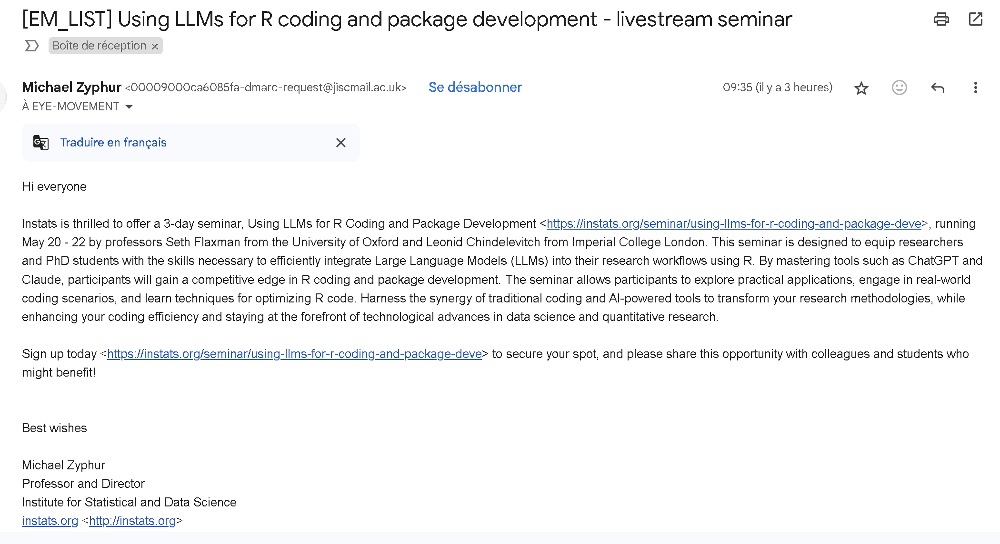 [EM_LIST] Using LLMs for R coding and package development - livestream seminar
Boîte de réception ×
Michael Zyphur <00009000ca6085fa-dmarc-request@jiscmail.ac.uk> Se désabonner 09:35 (il y a 3 heures)
À EYE-MOVEMENT
Traduire en français
Hi everyone
Instats is thrilled to offer a 3-day seminar, Using LLMs for R Coding and Package Development <https://instats.org/seminar/using-llms-for-r-coding-and-package-deve>, running
May 20 - 22 by professors Seth Flaxman from the University of Oxford and Leonid Chindelevitch from Imperial College London. This seminar is designed to equip researchers
and PhD students with the skills necessary to efficiently integrate Large Language Models (LLMs) into their research workflows using R. By mastering tools such as ChatGPT and
Claude, participants will gain a competitive edge in R coding and package development. The seminar allows participants to explore practical applications, engage in real-world
coding scenarios, and learn techniques for optimizing R code. Harness the synergy of traditional coding and AI-powered tools to transform your research methodologies, while
enhancing your coding efficiency and staying at the forefront of technological advances in data science and quantitative research.
Sign up today <https://instats.org/seminar/using-llms-for-r-coding-and-package-deve> to secure your spot, and please share this opportunity with colleagues and students who
might benefit!
Best wishes
Michael Zyphur
Professor and Director
Institute for Statistical and Data Science
instats.org <http://instats.org>